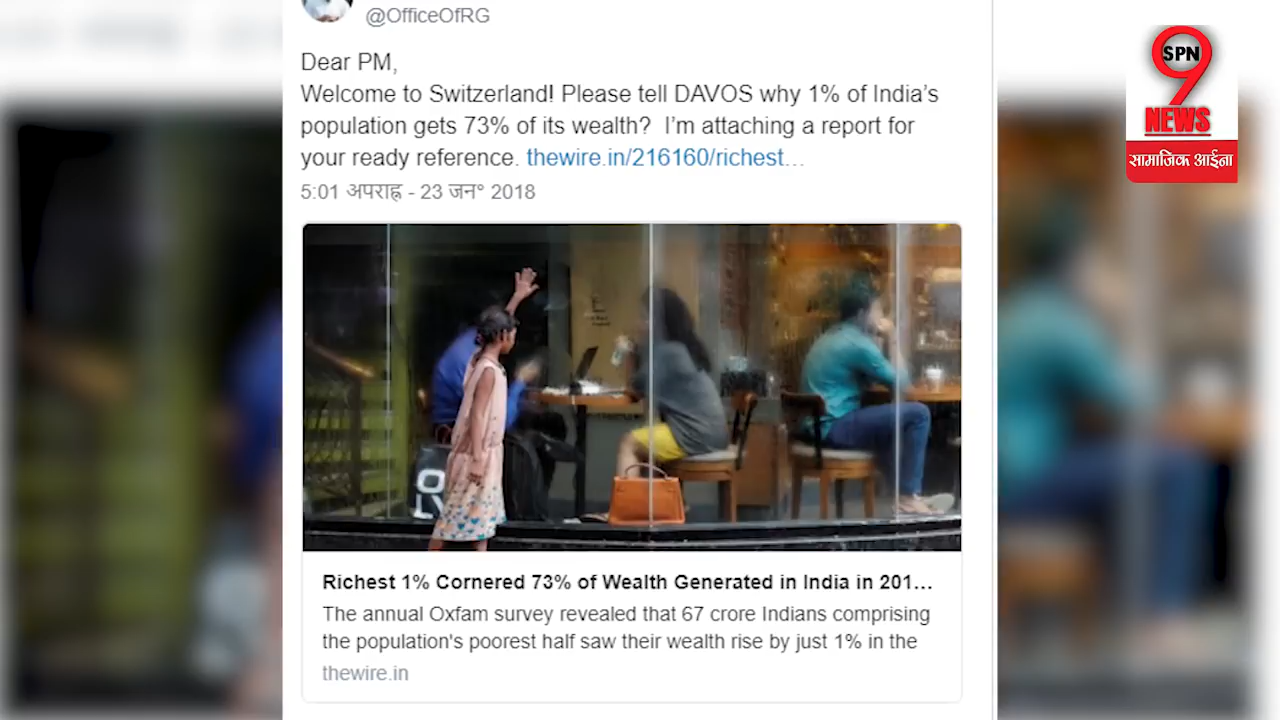 @OfficeOfRG
Dear PM,
Welcome to Switzerland! Please tell DAVOS why 1% of India's
population gets 73% of its wealth?  I'm attaching a report for
your ready reference. thewire.in/216160/richest...
5:01 अपराह्न - 23 जन॰ 2018
Richest 1% Cornered 73% of Wealth Generated in India in 201...
The annual Oxfam survey revealed that 67 crore Indians comprising
the population's poorest half saw their wealth rise by just 1% in the
thewire.in
SPN
9
NEWS
सामाजिक आईना